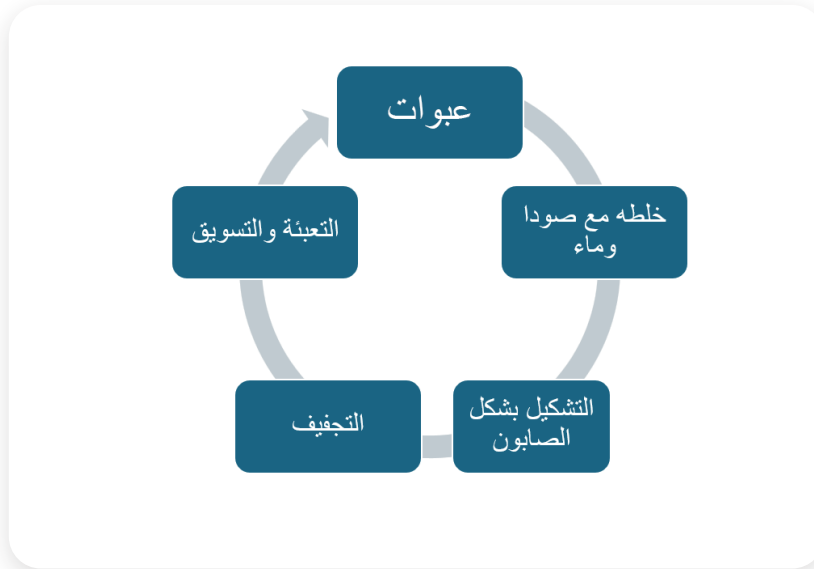 عبوات
خلطه مع صودا
وماء
التشكيل بشكل
الصابون
التجفيف
التعبئة والتسويق